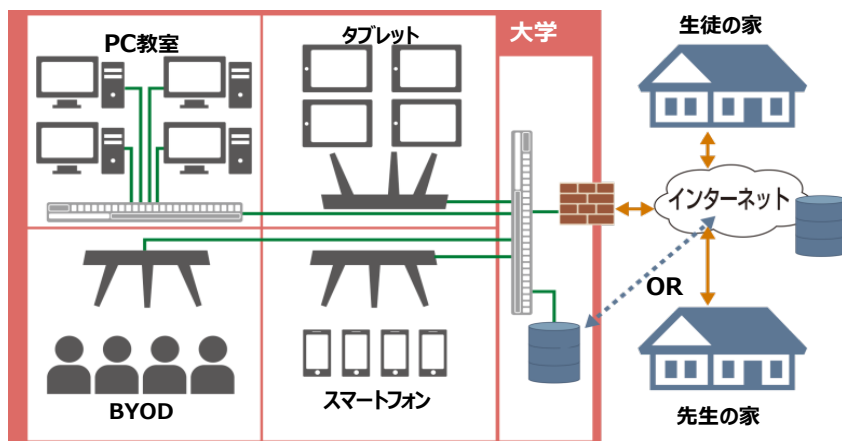 PC教室
タブレット
大学
生徒の家
インターネット
OR
BYOD
スマートフォン
先生の家